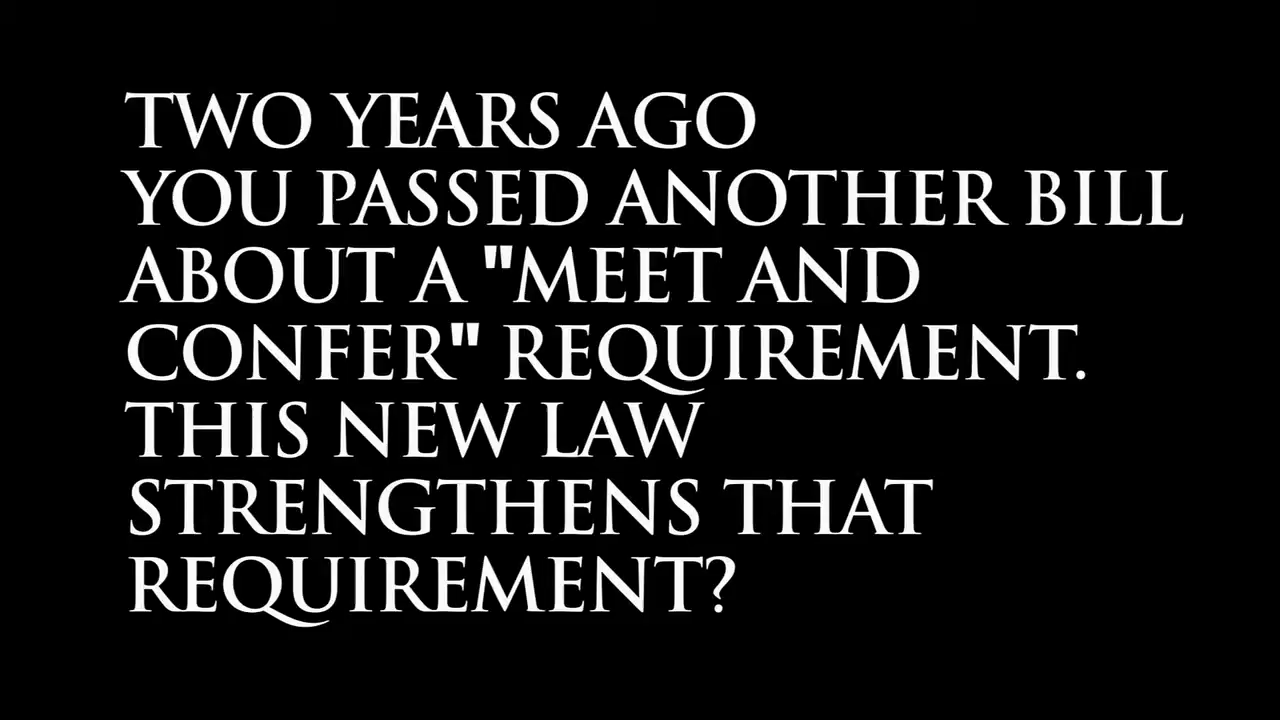 TWO YEARS AGO
YOU PASSED ANOTHER BILL
ABOUT A "MEET AND
CONFER" REQUIREMENT.
THIS NEW LAW
STRENGTHENS THAT
REQUIREMENT?